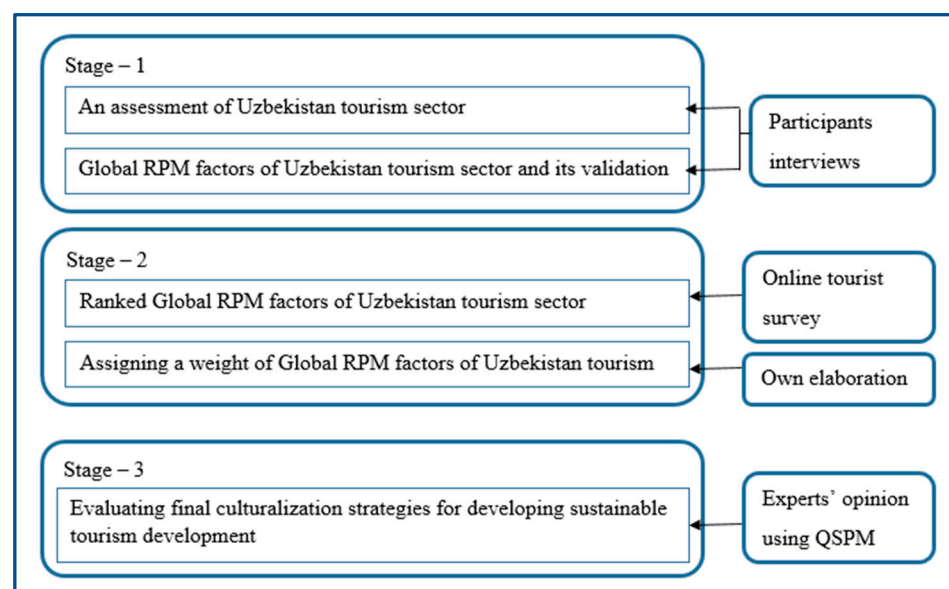 Stage – 1
An assessment of Uzbekistan tourism sector
Global RPM factors of Uzbekistan tourism sector and its validation
Participants
interviews
Stage – 2
Ranked Global RPM factors of Uzbekistan tourism sector
Assigning a weight of Global RPM factors of Uzbekistan tourism
Online tourist
survey
Own elaboration
Stage – 3
Evaluating final culturalization strategies for developing sustainable
tourism development
Experts’ opinion
using QSPM